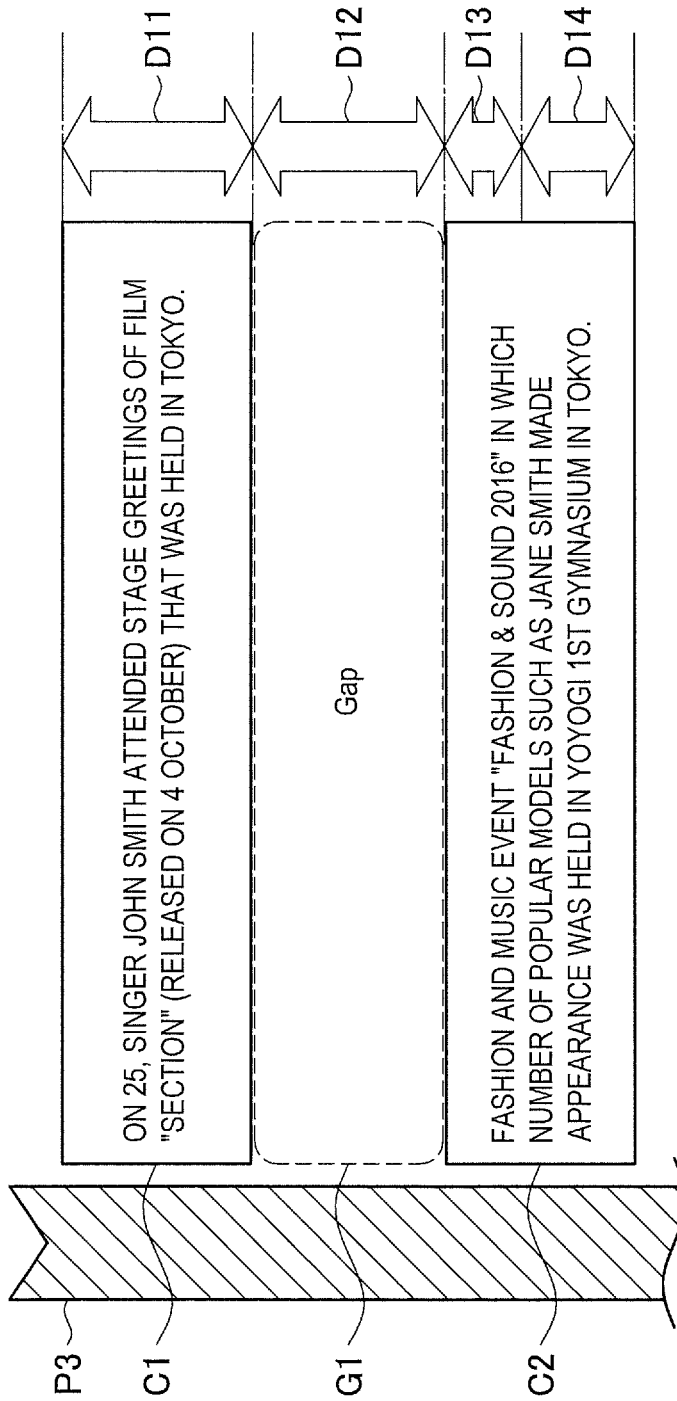 P3
C1
ON 25, SINGER JOHN SMITH ATTENDED STAGE GREETINGS OF FILM
"SECTION" (RELEASED ON 4 OCTOBER) THAT WAS HELD IN TOKYO.
D11
G1
Gap
D12
C2
FASHION AND MUSIC EVENT "FASHION & SOUND 2016" IN WHICH
NUMBER OF POPULAR MODELS SUCH AS JANE SMITH MADE
APPEARANCE WAS HELD IN YOYOGI 1ST GYMNASIUM IN TOKYO.
D13
D14